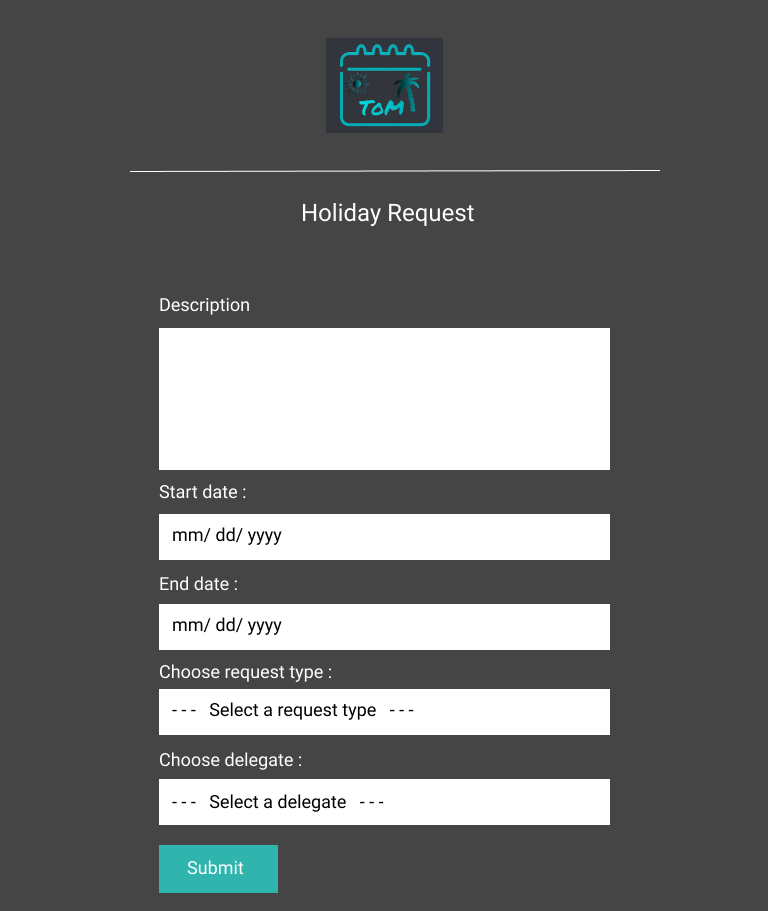 ToM
Holiday Request
Description
Start date :
mm/ dd/ yyyy
End date :
mm/ dd/ yyyy
Choose request type :
--- Select a request type ---
Choose delegate :
--- Select a delegate ---
Submit